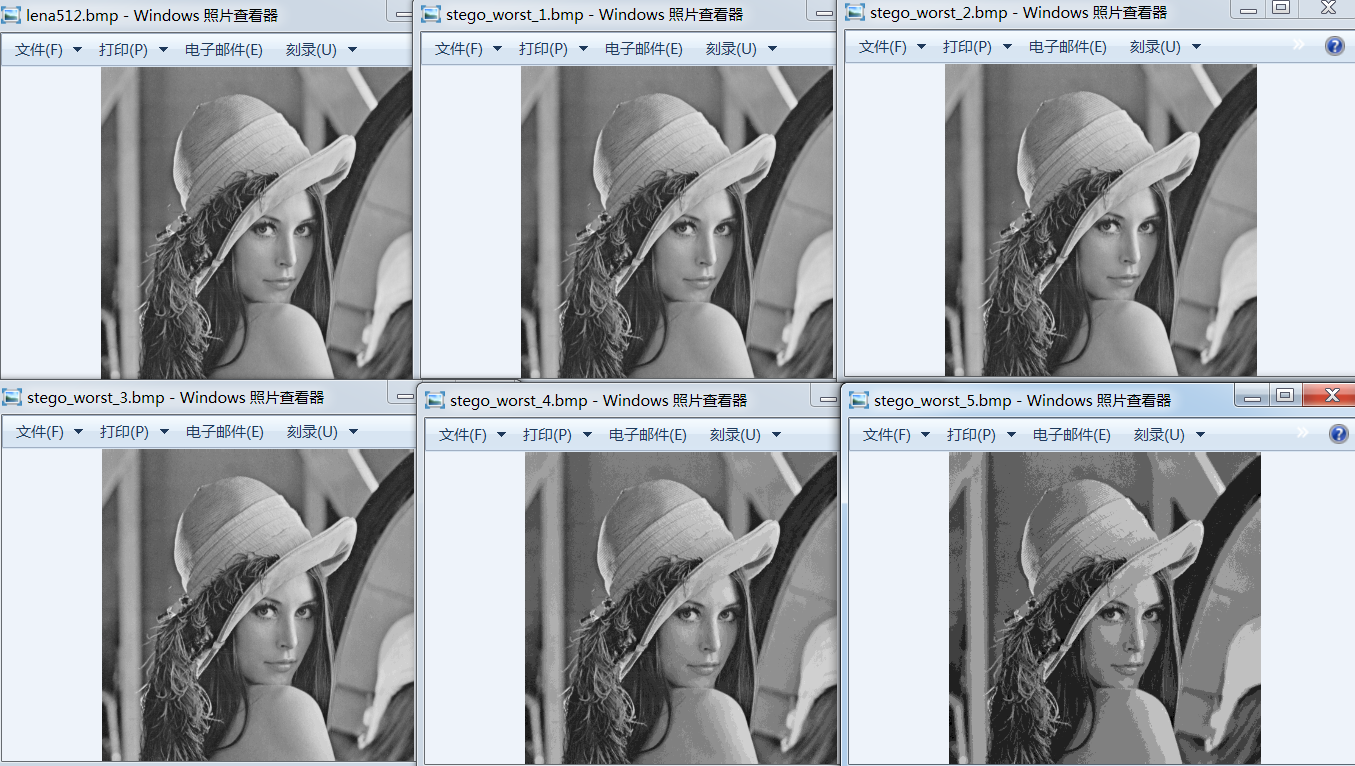 lena512.bmp - Windows 照片查看器
文件(F) 打印(P) 电子邮件(E) 刻录(U)
stego_worst_1.bmp - Windows 照片查看器
文件(F) 打印(P) 电子邮件(E) 刻录(U)
stego_worst_2.bmp - Windows 照片查看器
文件(F) 打印(P) 电子邮件(E) 刻录(U) »
stego_worst_3.bmp - Windows 照片查看器
文件(F) 打印(P) 电子邮件(E) 刻录(U)
stego_worst_4.bmp - Windows 照片查看器
文件(F) 打印(P) 电子邮件(E) 刻录(U)
stego_worst_5.bmp - Windows 照片查看器
文件(F) 打印(P) 电子邮件(E) 刻录(U) »